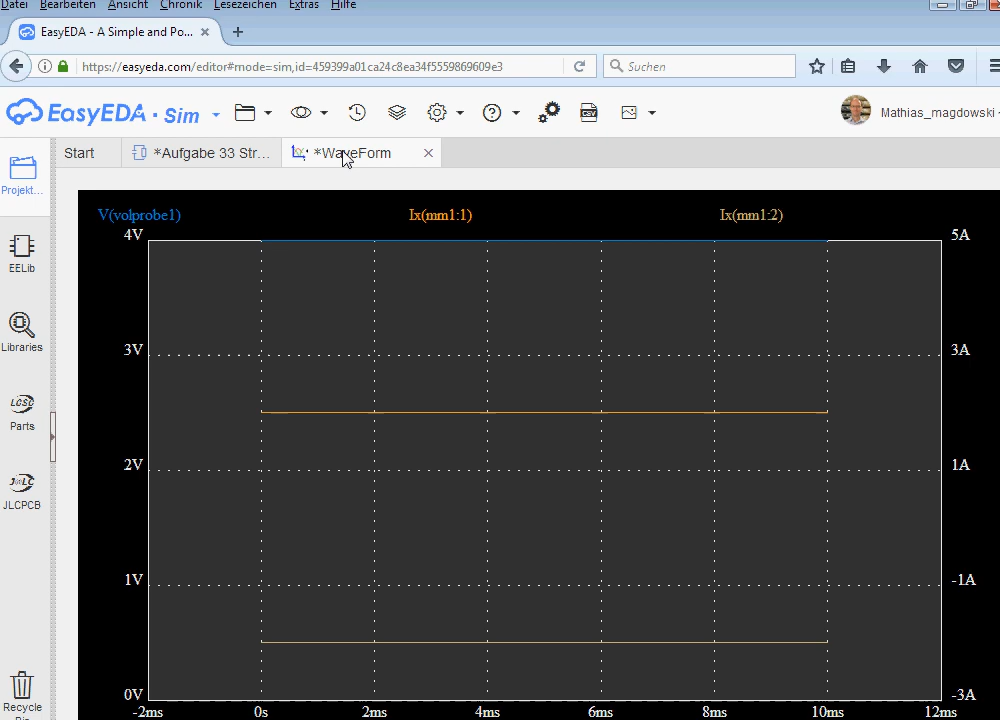 Datei Bearbeiten Ansicht Chronik Lesezeichen Extras Hilfe
EasyEDA - A Simple and Po...
https://easyeda.com/editor#mode=sim,id=459399a01ca24c8ea34f5559869609e3
Suchen
EasyEDA · Sim
CSV
Mathias_magdowski
Start
*Aufgabe 33 Str...
*WaveForm
Projekt...
EELib
Libraries
LCSC
Parts
JLCPCB
Recycle
Bin
V(volprobe1) Ix(mm1:1) Ix(mm1:2)
4V 5A
3V 3A
2V 1A
1V -1A
0V -3A
-2ms 0s 2ms 4ms 6ms 8ms 10ms 12ms